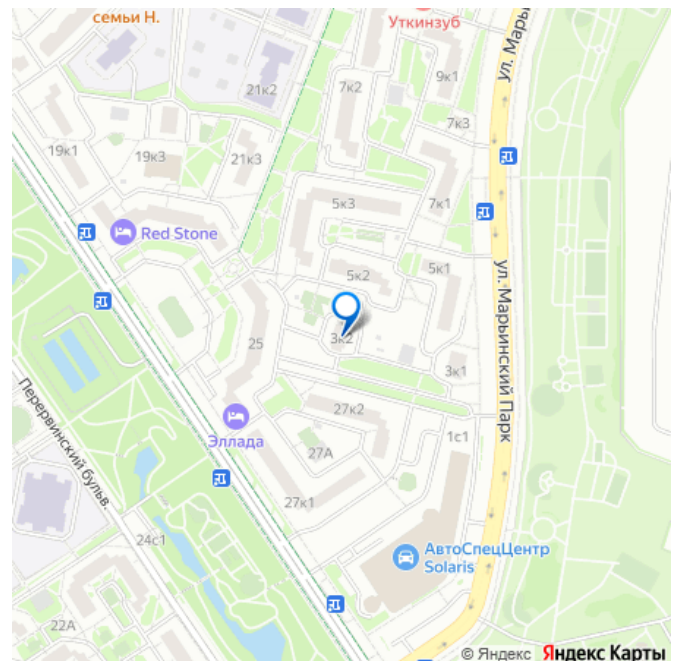 семьи Н.
Уткинзуб
ул. Марь
9к1
7к2
21к2
7к3
19к1
19к3
21к3
5к3
7к1
Red Stone
5к2
5к1
ул. Марьинский Парк
25
3к2
3к1
27к2
Эллада
1с1
27А
Перервинский бульв.
27к1
24с1
АвтоСпецЦентр
Solaris
22А
© Яндекс Яндекс Карты